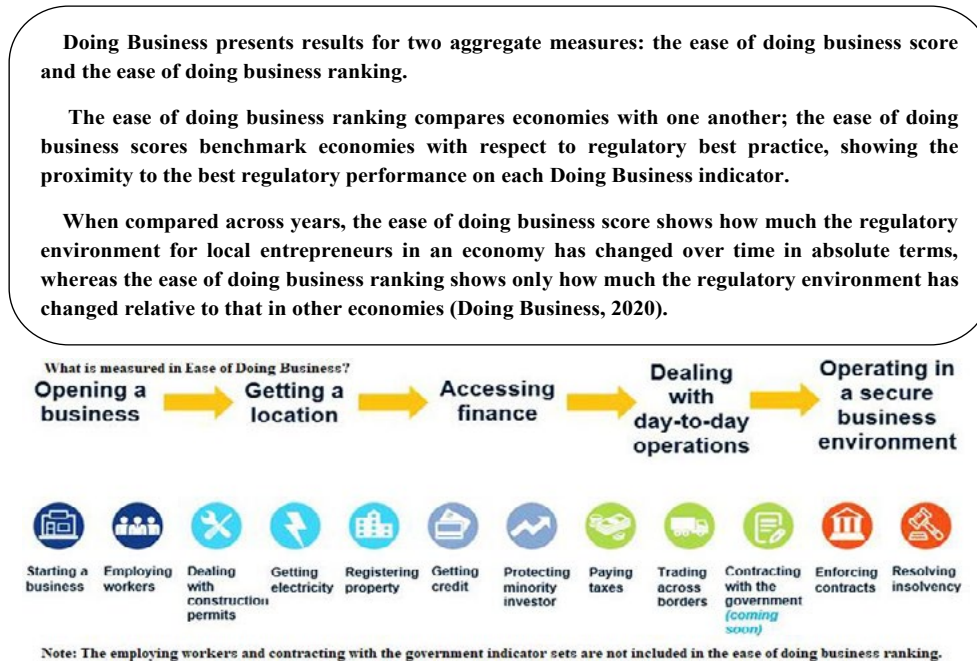 Doing Business presents results for two aggregate measures: the ease of doing business score
and the ease of doing business ranking.
The ease of doing business ranking compares economies with one another; the ease of doing
business scores benchmark economies with respect to regulatory best practice, showing the
proximity to the best regulatory performance on each Doing Business indicator.
When compared across years, the ease of doing business score shows how much the regulatory
environment for local entrepreneurs in an economy has changed over time in absolute terms,
whereas the ease of doing business ranking shows only how much the regulatory environment has
changed relative to that in other economies (Doing Business, 2020).
What is measured in Ease of Doing Business?
Opening a
business
Getting a
location
Accessing
finance
Dealing
with
day-to-day
operations
Operating in
a secure
business
environment
Starting a
business
Employing
workers
Dealing
with
construction
permits
Getting
electricity
Registering
property
Getting
credit
Protecting
minority
investor
Paying
taxes
Trading
across
borders
Contracting
with the
government
(coming
soon)
Enforcing
contracts
Resolving
insolvency
Note: The employing workers and contracting with the government indicator sets are not included in the ease of doing business ranking.